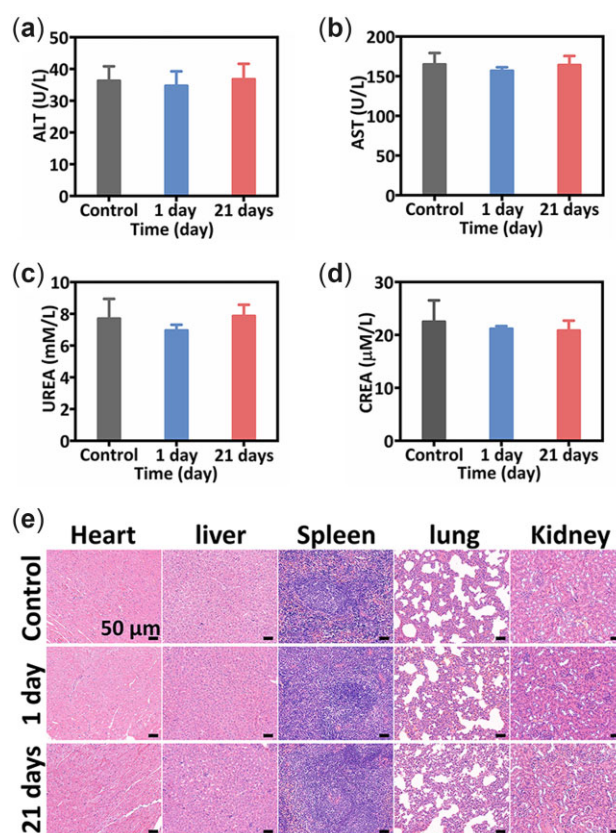 (a)
50
40
30
20
10
0
ALT (U/L)
Control 1 day 21 days
Time (day)
(b)
200
150
100
50
0
AST (U/L)
Control 1 day 21 days
Time (day)
(c)
10
8
6
4
2
0
UREA (mM/L)
Control 1 day 21 days
Time (day)
(d)
30
20
10
0
CREA (μM/L)
Control 1 day 21 days
Time (day)
(e)
Heart liver Spleen lung Kidney
Control
50 μm
1 day
21 days